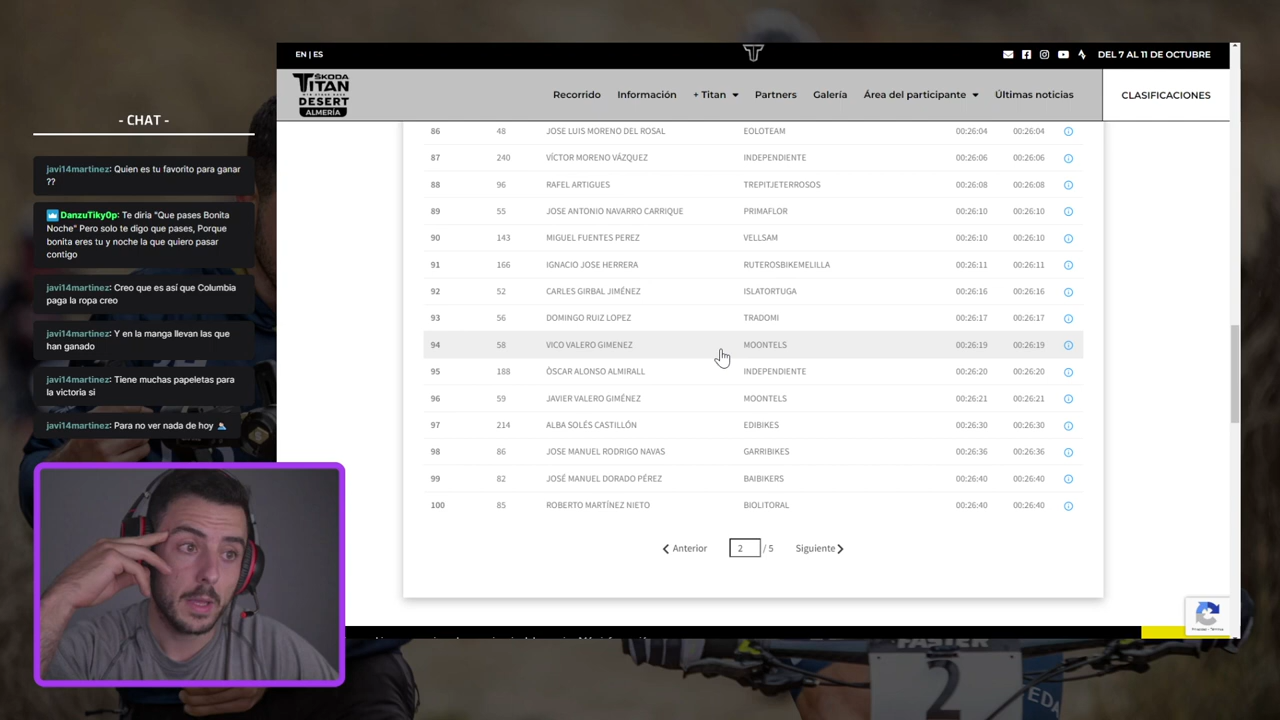 EN | ES
DEL 7 AL 11 DE OCTUBRE
ŠKODA
TITAN
DESERT
ALMERÍA
Recorrido
Información
+ Titan
Partners
Galería
Área del participante
Últimas noticias
CLASIFICACIONES
- CHAT -
javi14martinez: Quien es tu favorito para ganar
??
DanzuTiky0p: Te diria "Que pases Bonita
Noche" Pero solo te digo que pases, Porque
bonita eres tu y noche la que quiero pasar
contigo
javi14martinez: Creo que es así que Columbia
paga la ropa creo
javi14martinez: Y en la manga llevan las que
han ganado
javi14martinez: Tiene muchas papeletas para
la victoria si
javi14martinez: Para no ver nada de hoy
86 48 JOSE LUIS MORENO DEL ROSAL EOLOTEAM 00:26:04 00:26:04
87 240 VÍCTOR MORENO VÁZQUEZ INDEPENDIENTE 00:26:06 00:26:06
88 96 RAFEL ARTIGUES TREPITJETERROSOS 00:26:08 00:26:08
89 55 JOSE ANTONIO NAVARRO CARRIQUE PRIMAFLOR 00:26:10 00:26:10
90 143 MIGUEL FUENTES PEREZ VELLSAM 00:26:10 00:26:10
91 166 IGNACIO JOSE HERRERA RUTEROSBIKEMELILLA 00:26:11 00:26:11
92 52 CARLES GIRBAL JIMÉNEZ ISLATORTUGA 00:26:16 00:26:16
93 56 DOMINGO RUIZ LOPEZ TRADOMI 00:26:17 00:26:17
94 58 VICO VALERO GIMENEZ MOONTELS 00:26:19 00:26:19
95 188 ÒSCAR ALONSO ALMIRALL INDEPENDIENTE 00:26:20 00:26:20
96 59 JAVIER VALERO GIMÉNEZ MOONTELS 00:26:21 00:26:21
97 214 ALBA SOLÉS CASTILLÓN EDIBIKES 00:26:30 00:26:30
98 86 JOSE MANUEL RODRIGO NAVAS GARRIBIKES 00:26:36 00:26:36
99 82 JOSÉ MANUEL DORADO PÉREZ BAIBIKERS 00:26:40 00:26:40
100 85 ROBERTO MARTÍNEZ NIETO BIOLITORAL 00:26:40 00:26:40
Anterior 2 / 5 Siguiente
2